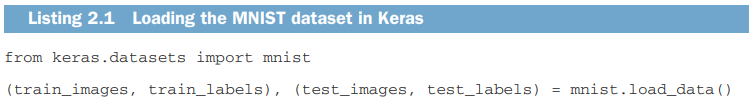 Listing 2.1 Loading the MNIST dataset in Keras
from keras.datasets import mnist
(train_images, train_labels), (test_images, test_labels) = mnist.load_data()